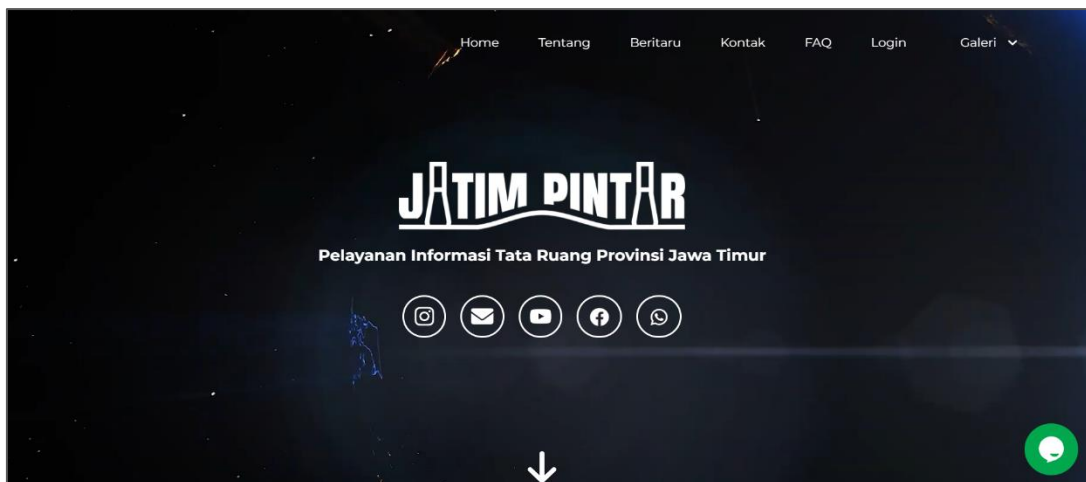 Home Tentang Beritaru Kontak FAQ Login Galeri
JATIM PINTAR
Pelayanan Informasi Tata Ruang Provinsi Jawa Timur